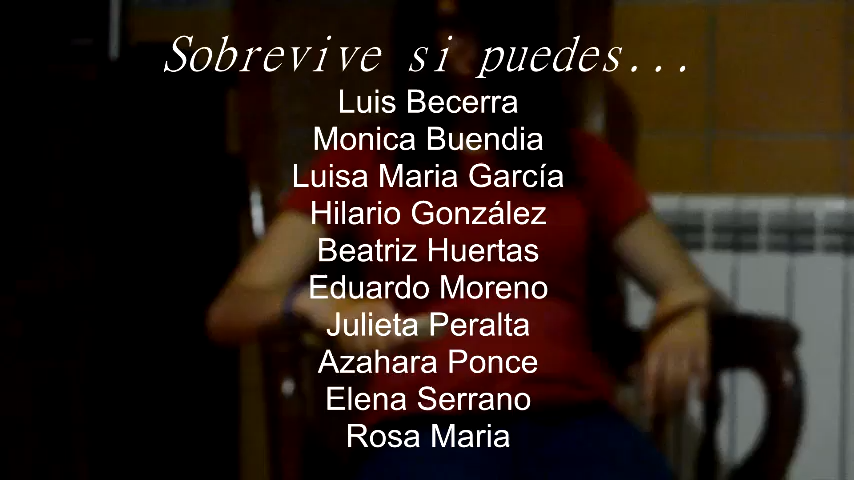 Sobrevive si puedes...
Luis Becerra
Monica Buendia
Luisa Maria García
Hilario González
Beatriz Huertas
Eduardo Moreno
Julieta Peralta
Azahara Ponce
Elena Serrano
Rosa Maria